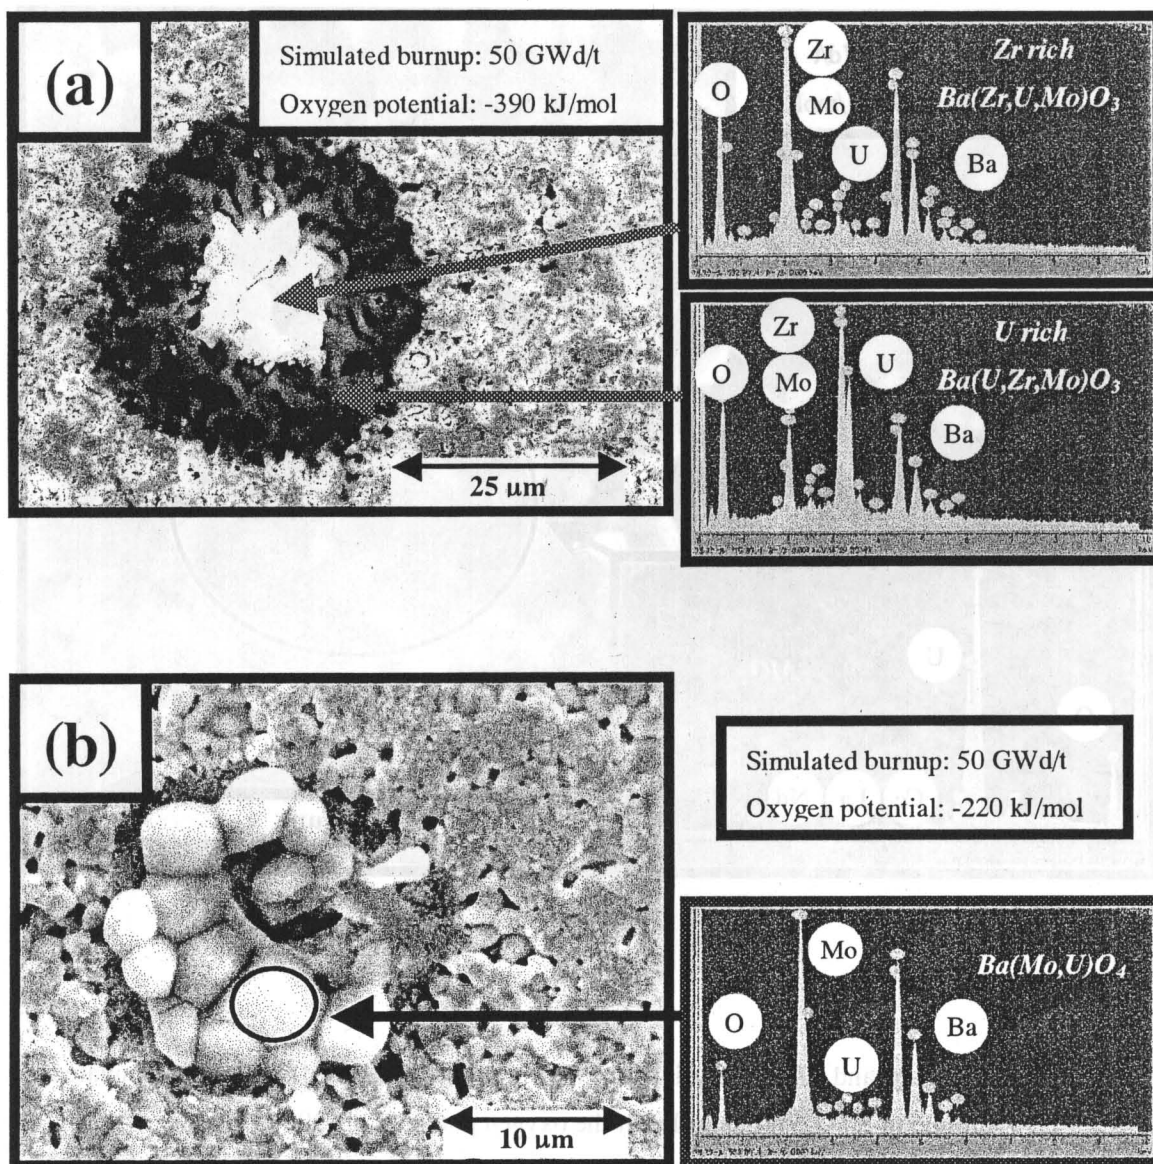 (a)
Simulated burnup: 50 GWd/t
Oxygen potential: -390 kJ/mol
25 μm
O
Zr
Mo
U
Ba
Zr rich
Ba(Zr,U,Mo)O₃
O
Zr
Mo
U
Ba
U rich
Ba(U,Zr,Mo)O₃
(b)
Simulated burnup: 50 GWd/t
Oxygen potential: -220 kJ/mol
10 μm
O
Mo
U
Ba
Ba(Mo,U)O₄